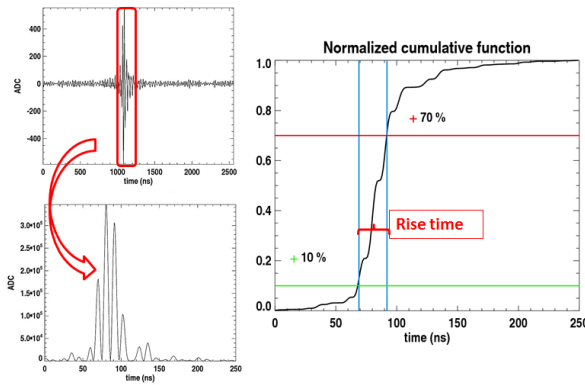 400
200
0
-200
-400
ADC
0 500 1000 1500 2000 2500
time (ns)
3.0•10⁵
2.5•10⁵
2.0•10⁵
1.5•10⁵
1.0•10⁵
5.0•10⁴
0
ADC
0 50 100 150 200 250
time (ns)
Normalized cumulative function
1.0
0.8
0.6
0.4
0.2
0.0
+ 70 %
Rise time
+ 10 %
0 50 100 150 200 250
time (ns)